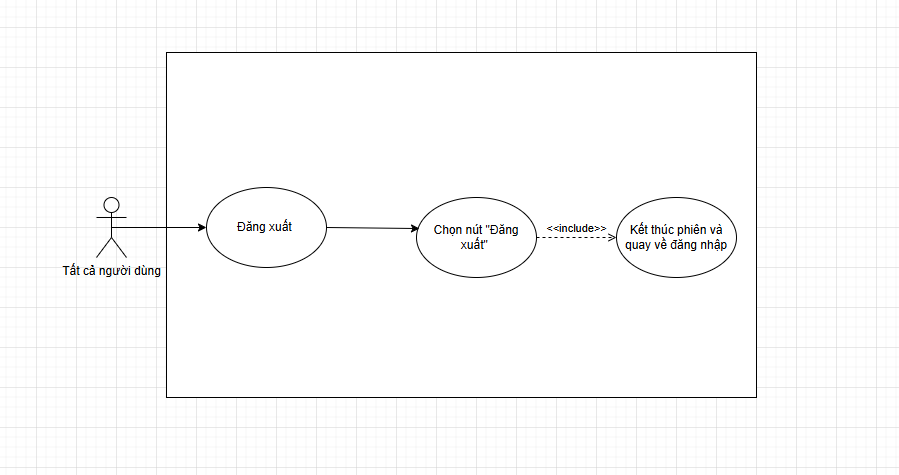 Đăng xuất
Chọn nút "Đăng
xuất"
<<include>>
Kết thúc phiên và
quay về đăng nhập
Tất cả người dùng